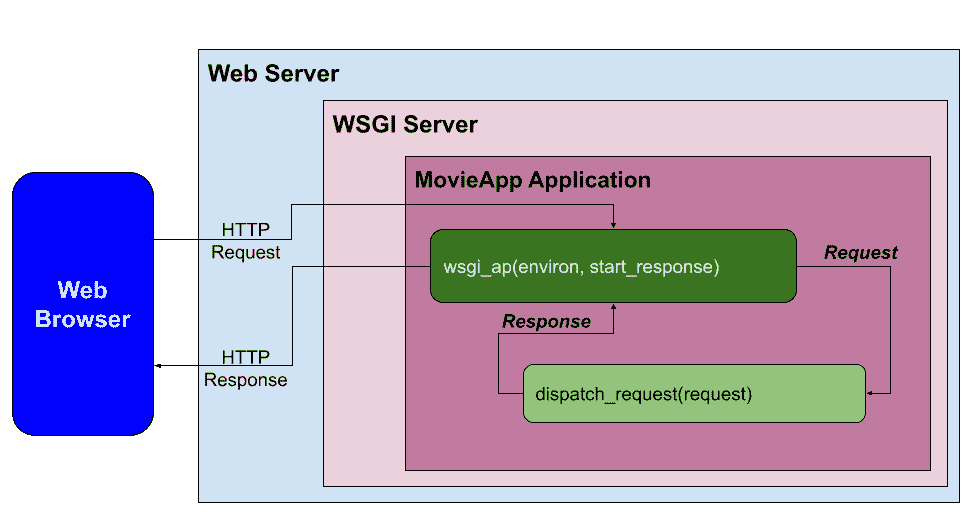 Web Server
WSGI Server
MovieApp Application
HTTP
Request
wsgi_ap(environ, start_response)
Request
Web
Browser
Response
HTTP
Response
dispatch_request(request)